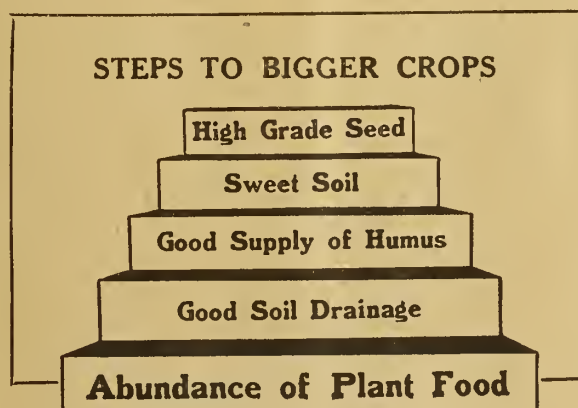 STEPS TO BIGGER CROPS
High Grade Seed
Sweet Soil
Good Supply of Humus
Good Soil Drainage
Abundance of Plant Food